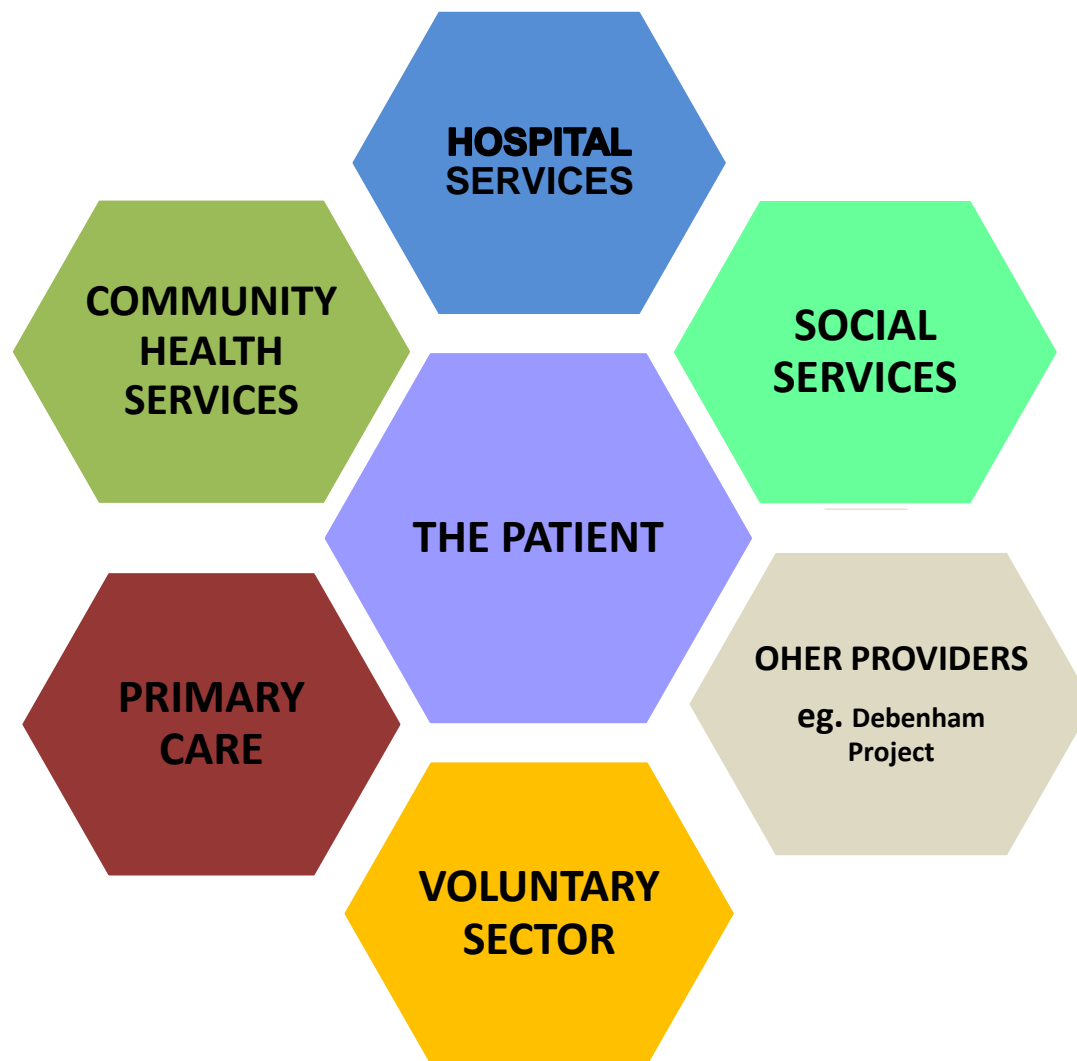 HOSPITAL
SERVICES
COMMUNITY
HEALTH
SERVICES
SOCIAL
SERVICES
THE PATIENT
OHER PROVIDERS
eg. Debenham
Project
PRIMARY
CARE
VOLUNTARY
SECTOR